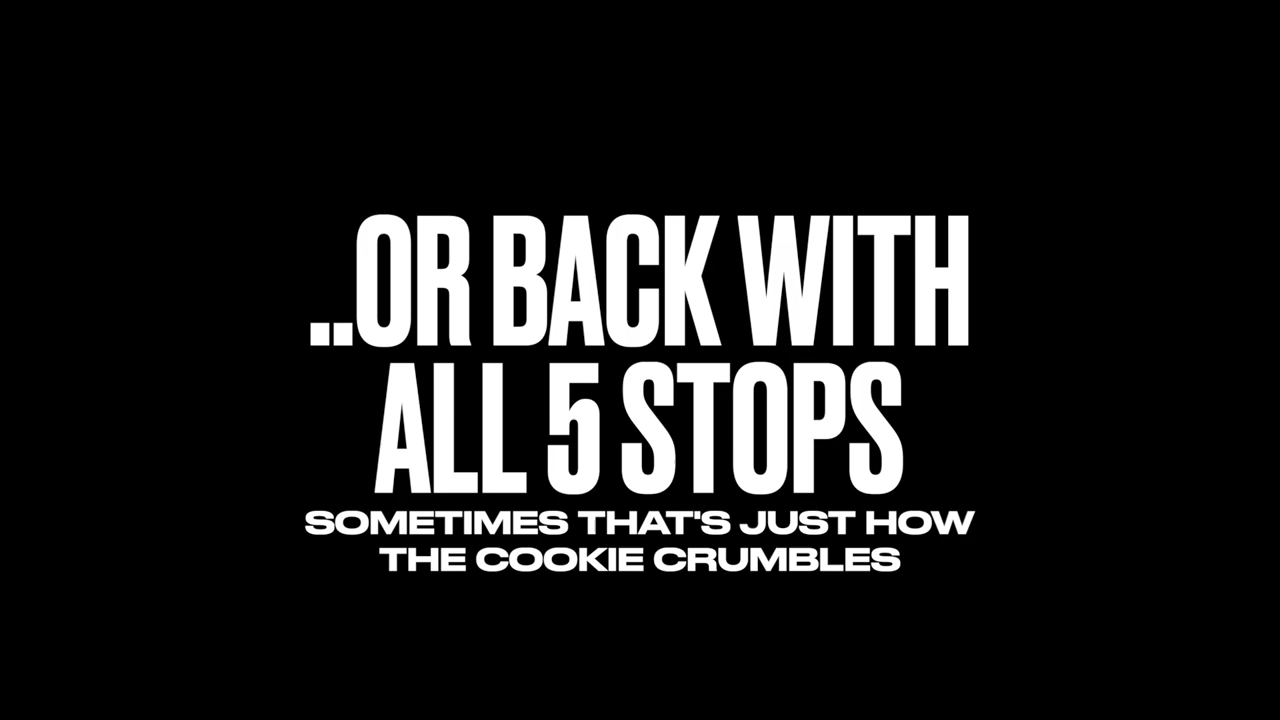 ..OR BACK WITH
ALL 5 STOPS
SOMETIMES THAT'S JUST HOW
THE COOKIE CRUMBLES